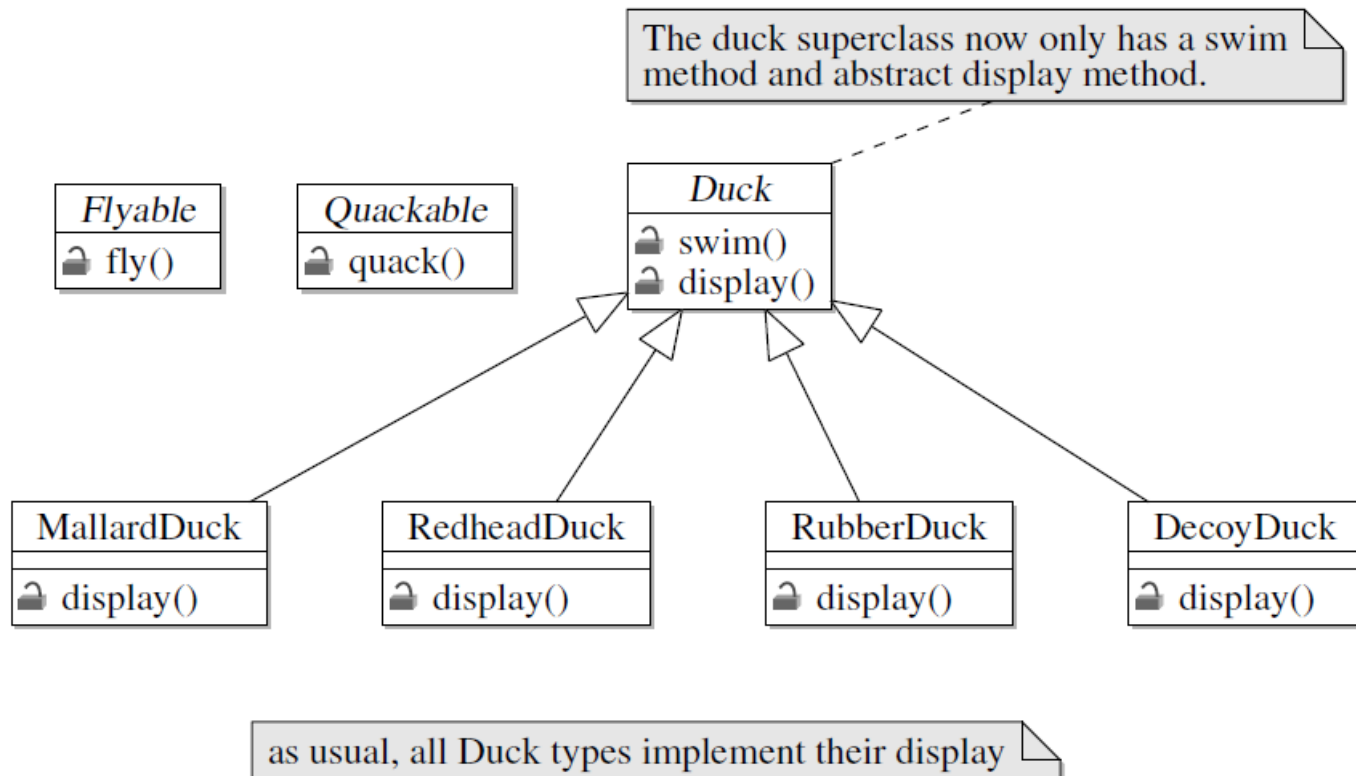 The duck superclass now only has a swim
method and abstract display method.
Flyable
fly()
Quackable
quack()
Duck
swim()
display()
MallardDuck
display()
RedheadDuck
display()
RubberDuck
display()
DecoyDuck
display()
as usual, all Duck types implement their display